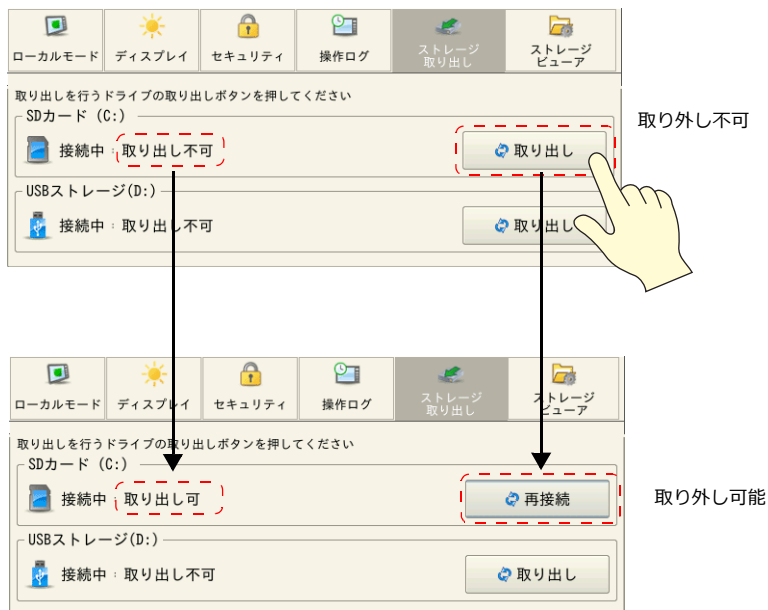 ローカルモード ディスプレイ セキュリティ 操作ログ ストレージ 取り出し ストレージ ビューア
取り出しを行うドライブの取り出しボタンを押してください
SDカード (C:)
取り外し不可
接続中 : 取り出し不可 取り出し
USBストレージ(D:)
接続中 : 取り出し不可 取り出し
ローカルモード ディスプレイ セキュリティ 操作ログ ストレージ 取り出し ストレージ ビューア
取り出しを行うドライブの取り出しボタンを押してください
SDカード (C:)
接続中 : 取り出し可 再接続
取り外し可能
USBストレージ(D:)
接続中 : 取り出し不可 取り出し